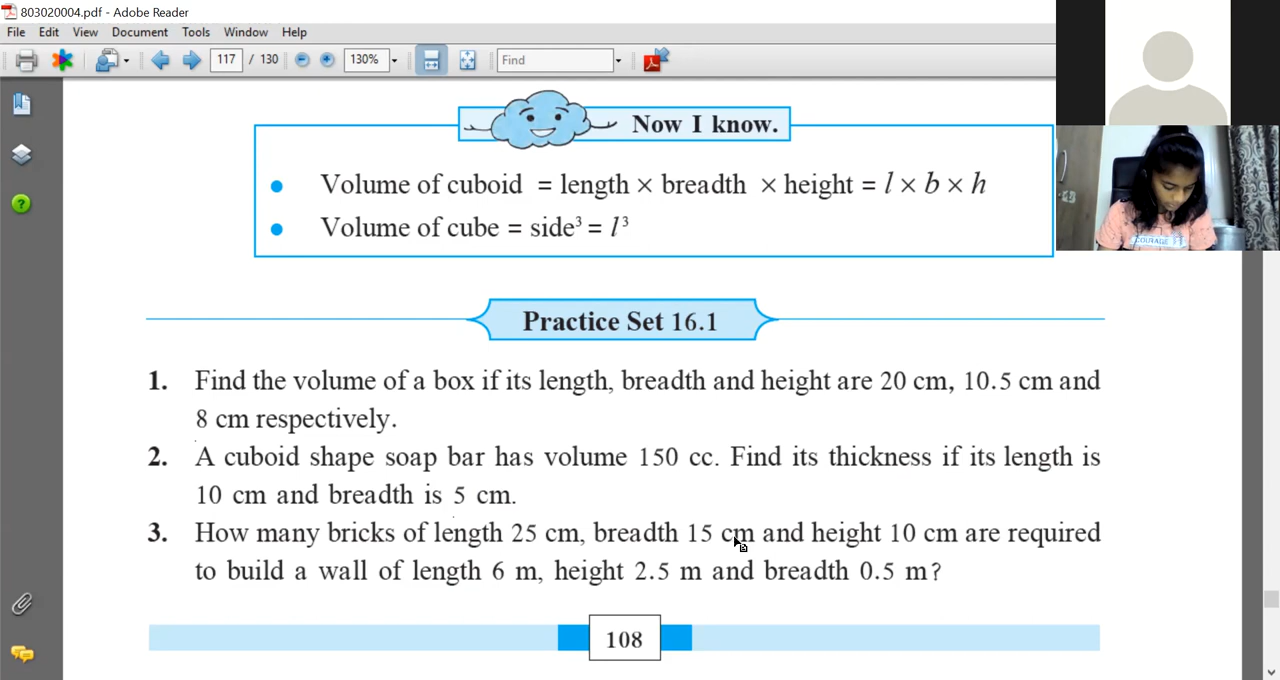 803020004.pdf - Adobe Reader
File Edit View Document Tools Window Help
117 / 130 130% Find
Now I know.
● Volume of cuboid = length × breadth × height = l × b × h
● Volume of cube = side³ = l³
Practice Set 16.1
1. Find the volume of a box if its length, breadth and height are 20 cm, 10.5 cm and
8 cm respectively.
2. A cuboid shape soap bar has volume 150 cc. Find its thickness if its length is
10 cm and breadth is 5 cm.
3. How many bricks of length 25 cm, breadth 15 cm and height 10 cm are required
to build a wall of length 6 m, height 2.5 m and breadth 0.5 m?
108
COURAGE